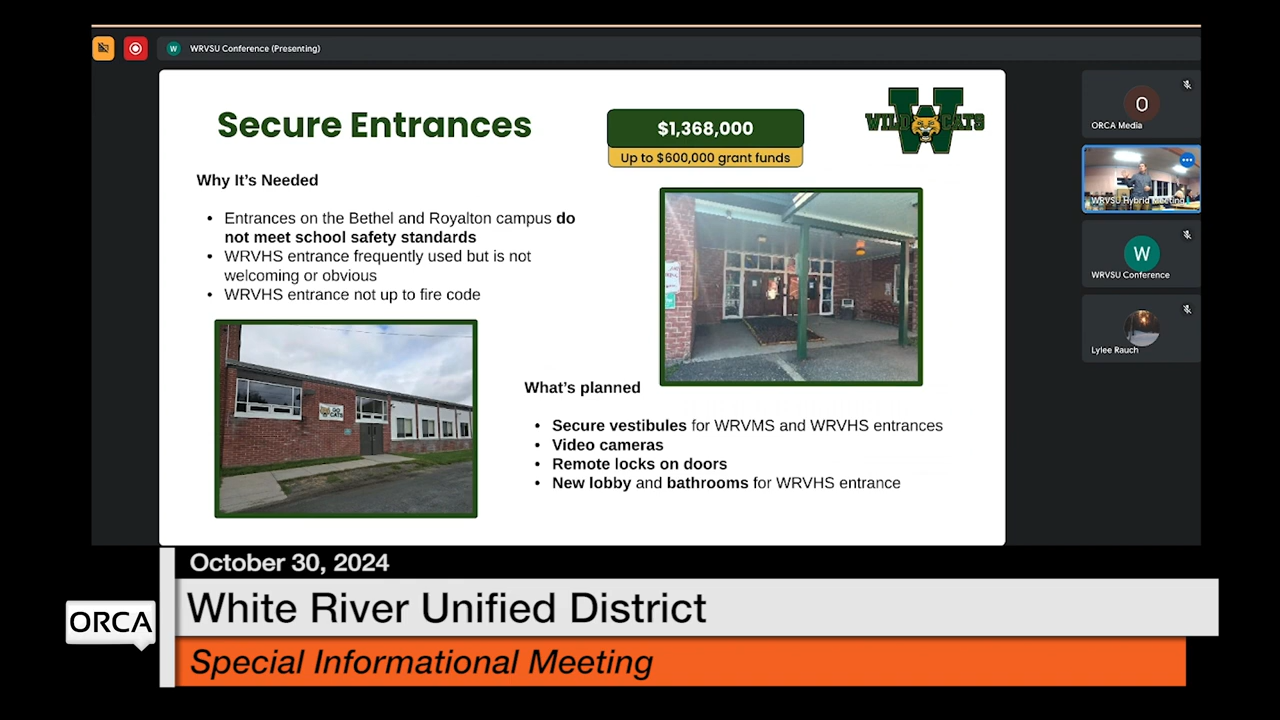 WRVSU Conference (Presenting)
W
Secure Entrances
$1,368,000
Up to $600,000 grant funds
WILDCATS
Why It's Needed
• Entrances on the Bethel and Royalton campus do
not meet school safety standards
• WRVHS entrance frequently used but is not
welcoming or obvious
• WRVHS entrance not up to fire code
GO
CATS
What's planned
• Secure vestibules for WRVMS and WRVHS entrances
• Video cameras
• Remote locks on doors
• New lobby and bathrooms for WRVHS entrance
O
ORCA Media
WRVSU Hybrid Meeting
W
WRVSU Conference
Lylee Rauch
October 30, 2024
ORCA
White River Unified District
Special Informational Meeting